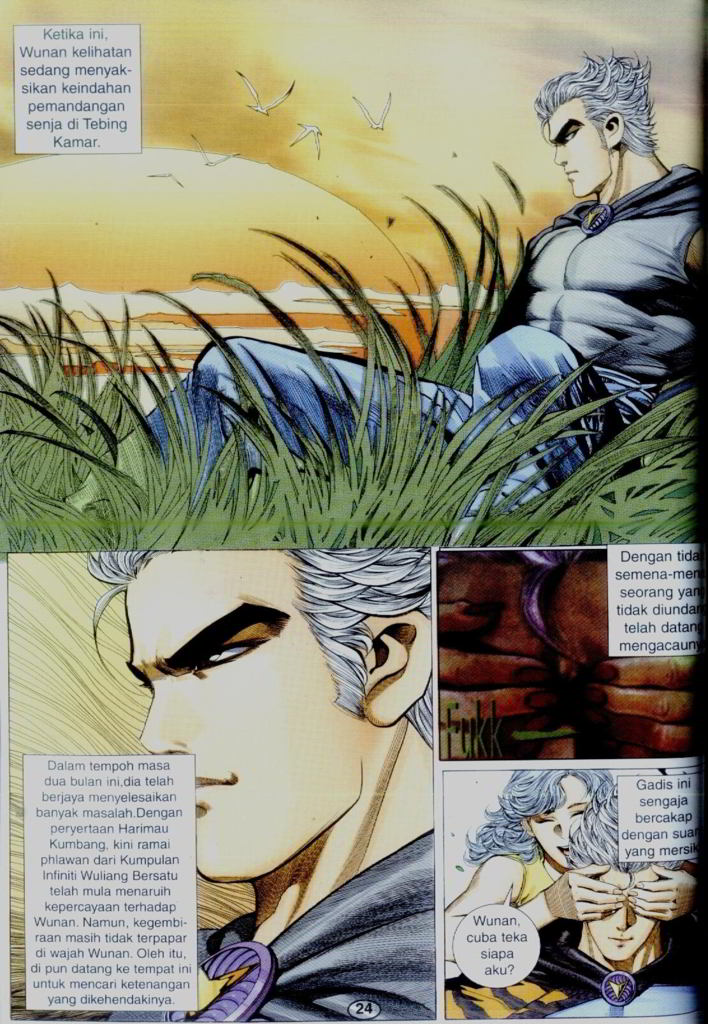 Ketika ini,
Wunan kelihatan
sedang menyak-
sikan keindahan
pemandangan
senja di Tebing
Kamar.
Dengan tida
semena-mena
seorang yang
tidak diundan
telah datang
mengacauny
Fukk
Dalam tempoh masa
dua bulan ini,dia telah
berjaya menyelesaikan
banyak masalah.Dengan
peryertaan Harimau
Kumbang, kini ramai
phlawan dari Kumpulan
Infiniti Wuliang Bersatu
telah mula menaruih
kepercayaan terhadap
Wunan. Namun, kegembi-
raan masih tidak terpapar
di wajah Wunan. Oleh itu,
di pun datang ke tempat ini
untuk mencari ketenangan
yang dikehendakinya.
Gadis ini
sengaja
bercakap
dengan suar
yang mersik
Wunan,
cuba teka
siapa
aku?
24